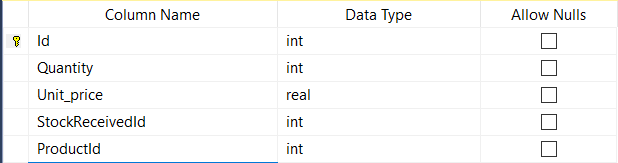 Column Name Data Type Allow Nulls
Id int
Quantity int
Unit_price real
StockReceivedId int
ProductId int